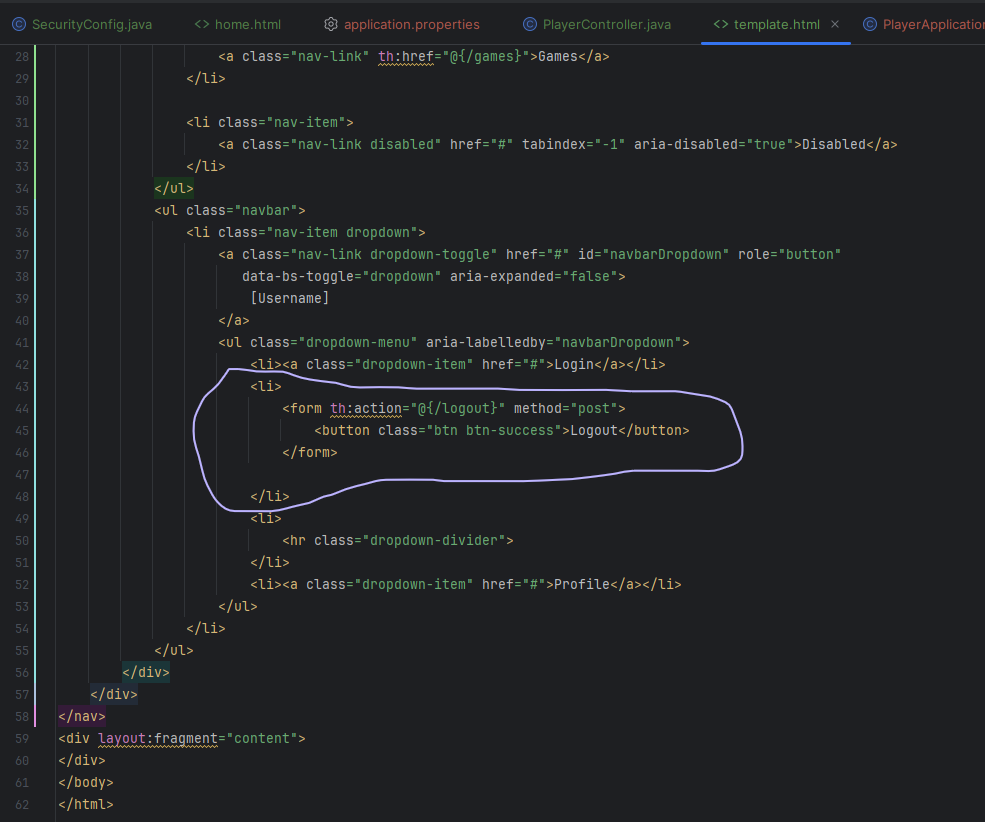 SecurityConfig.java home.html application.properties PlayerController.java template.html PlayerApplication
28 <a class="nav-link" th:href="@{/games}">Games</a>
29 </li>
30
31 <li class="nav-item">
32 <a class="nav-link disabled" href="#" tabindex="-1" aria-disabled="true">Disabled</a>
33 </li>
34 </ul>
35 <ul class="navbar">
36 <li class="nav-item dropdown">
37 <a class="nav-link dropdown-toggle" href="#" id="navbarDropdown" role="button"
38 data-bs-toggle="dropdown" aria-expanded="false">
39 [Username]
40 </a>
41 <ul class="dropdown-menu" aria-labelledby="navbarDropdown">
42 <li><a class="dropdown-item" href="#">Login</a></li>
43 <li>
44 <form th:action="@{/logout}" method="post">
45 <button class="btn btn-success">Logout</button>
46 </form>
47
48 </li>
49 <li>
50 <hr class="dropdown-divider">
51 </li>
52 <li><a class="dropdown-item" href="#">Profile</a></li>
53 </ul>
54 </li>
55 </ul>
56 </div>
57 </div>
58 </nav>
59 <div layout:fragment="content">
60 </div>
61 </body>
62 </html>